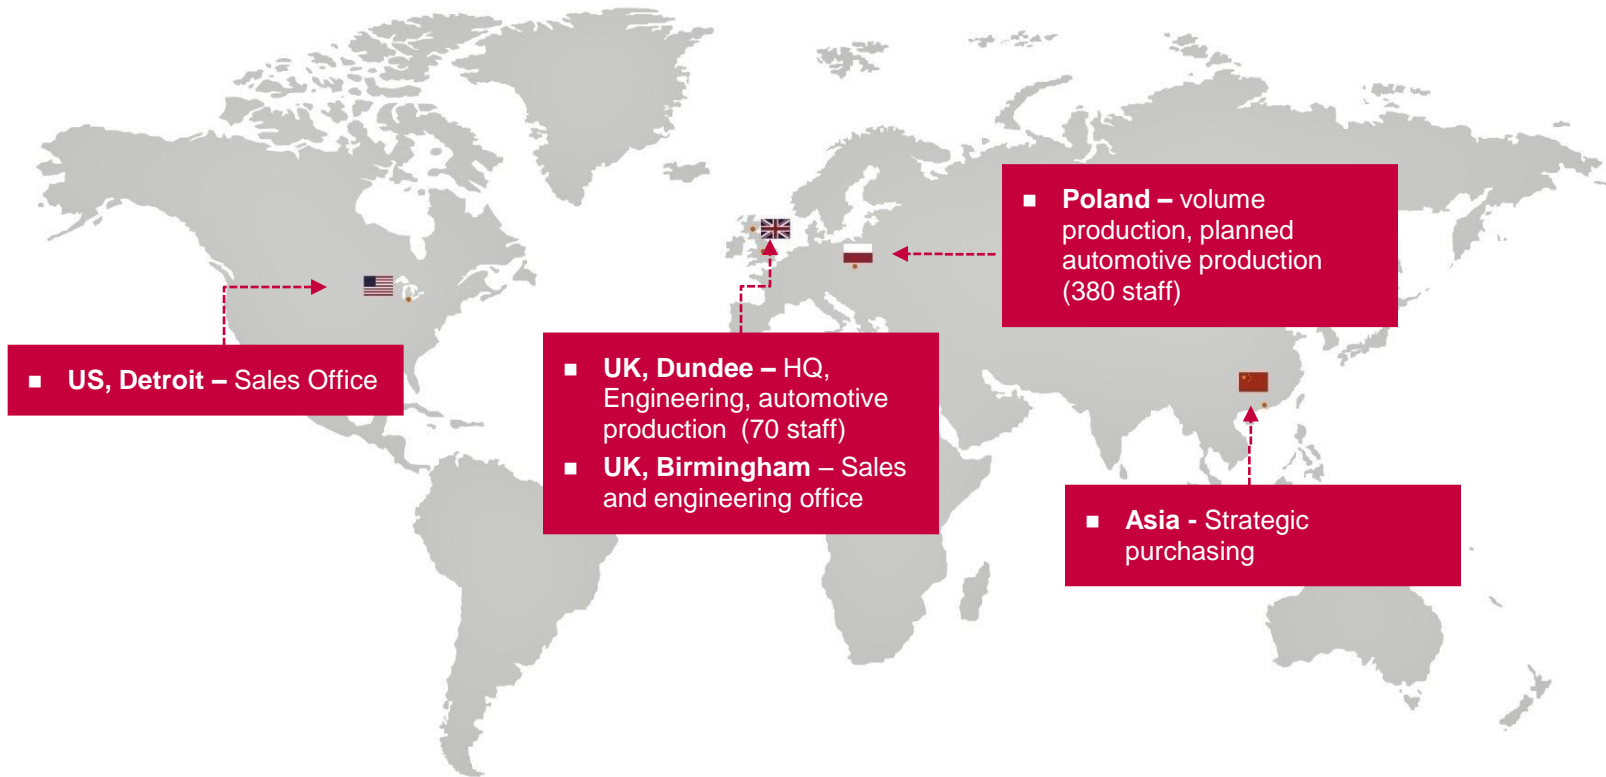 ■ Poland – volume
production, planned
automotive production
(380 staff)
■ US, Detroit – Sales Office
■ UK, Dundee – HQ,
Engineering, automotive
production (70 staff)
■ UK, Birmingham – Sales
and engineering office
■ Asia - Strategic
purchasing